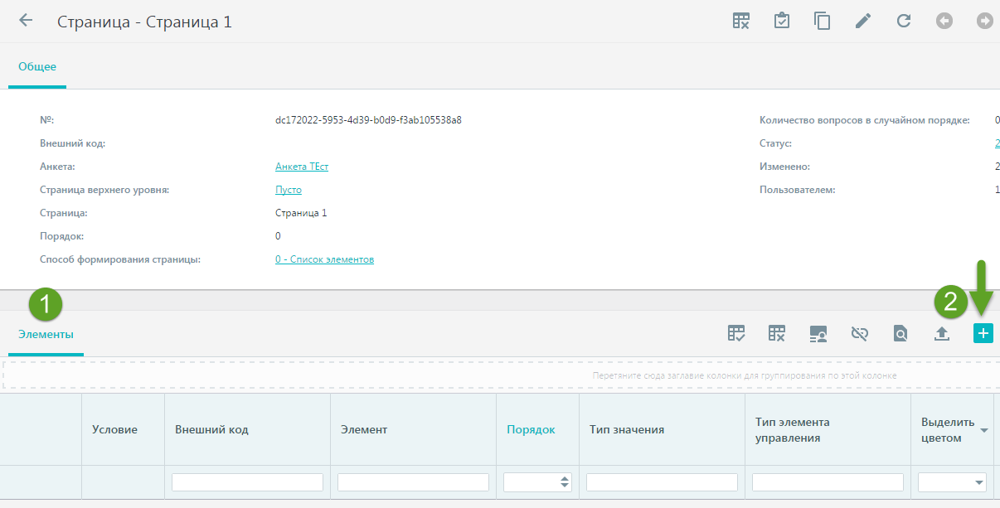 Страница - Страница 1
Общее
№: dc172022-5953-4d39-b0d9-f3ab105538a8
Количество вопросов в случайном порядке: 0
Внешний код:
Статус: 2
Анкета: Анкета ТЕст
Изменено: 2
Страница верхнего уровня: Пусто
Пользователем: 1
Страница: Страница 1
Порядок: 0
Способ формирования страницы: 0 - Список элементов
1
2
Элементы
Перетяните сюда заглавие колонки для группирования по этой колонке
Условие
Внешний код
Элемент
Порядок
Тип значения
Тип элемента
управления
Выделить
цветом